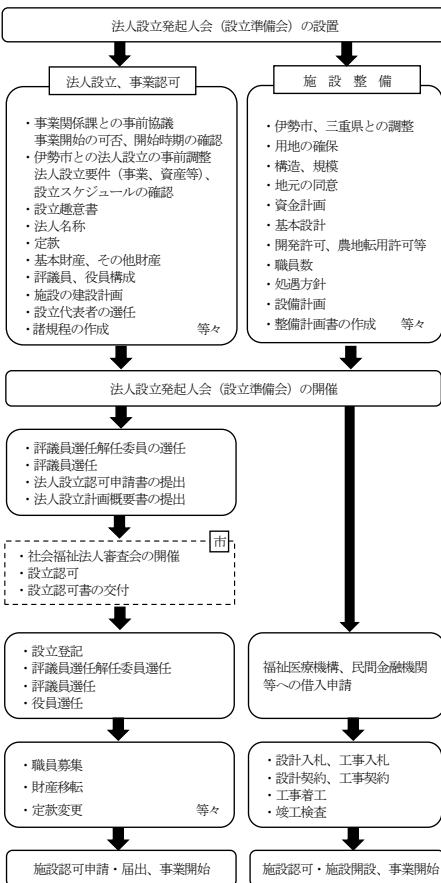 法人設立発起人会（設立準備会）の設置
法人設立、事業認可
・事業関係課との事前協議
事業開始の可否、開始時期の確認
・伊勢市との法人設立の事前調整
法人設立要件（事業、資産等）、
設立スケジュールの確認
・設立趣意書
・法人名称
・定款
・基本財産、その他財産
・評議員、役員構成
・施設の建設計画
・設立代表者の選任
・諸規程の作成　　　　　等々
施設整備
・伊勢市、三重県との調整
・用地の確保
・構造、規模
・地元の同意
・資金計画
・基本設計
・開発許可、農地転用許可等
・職員数
・処遇方針
・設備計画
・整備計画書の作成　等々
法人設立発起人会（設立準備会）の開催
・評議員選任解任委員の選任
・評議員選任
・法人設立認可申請書の提出
・法人設立計画概要書の提出
市
・社会福祉法人審査会の開催
・設立認可
・設立認可書の交付
・設立登記
・評議員選任解任委員選任
・評議員選任
・役員選任
福祉医療機構、民間金融機関
等への借入申請
・職員募集
・財産移転
・定款変更　　　　　等々
・設計入札、工事入札
・設計契約、工事契約
・工事着工
・竣工検査
施設認可申請・届出、事業開始
施設認可・施設開設、事業開始